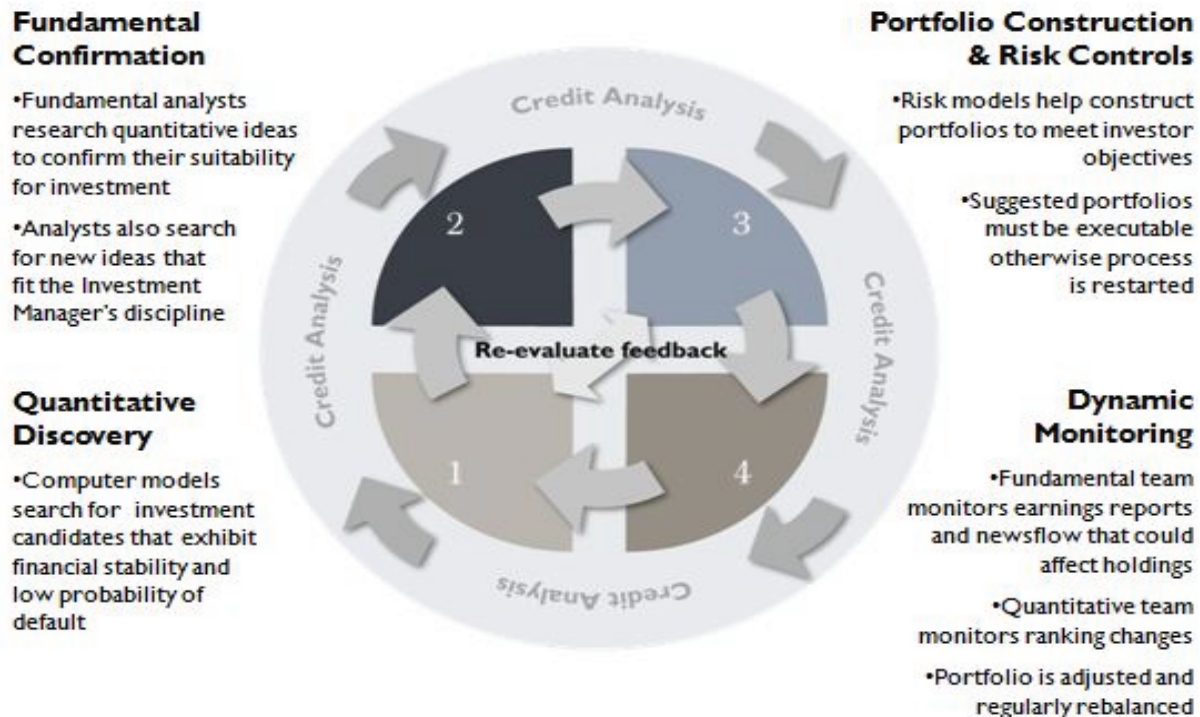 Fundamental
Confirmation
•Fundamental analysts
research quantitative ideas
to confirm their suitability
for investment
•Analysts also search
for new ideas that
fit the Investment
Manager's discipline
Quantitative
Discovery
•Computer models
search for investment
candidates that exhibit
financial stability and
low probability of
default
Credit Analysis
Credit Analysis
Credit Analysis
Credit Analysis
2
3
Re-evaluate feedback
1
4
Portfolio Construction
& Risk Controls
•Risk models help construct
portfolios to meet investor
objectives
•Suggested portfolios
must be executable
otherwise process
is restarted
Dynamic
Monitoring
•Fundamental team
monitors earnings reports
and newsflow that could
affect holdings
•Quantitative team
monitors ranking changes
•Portfolio is adjusted and
regularly rebalanced